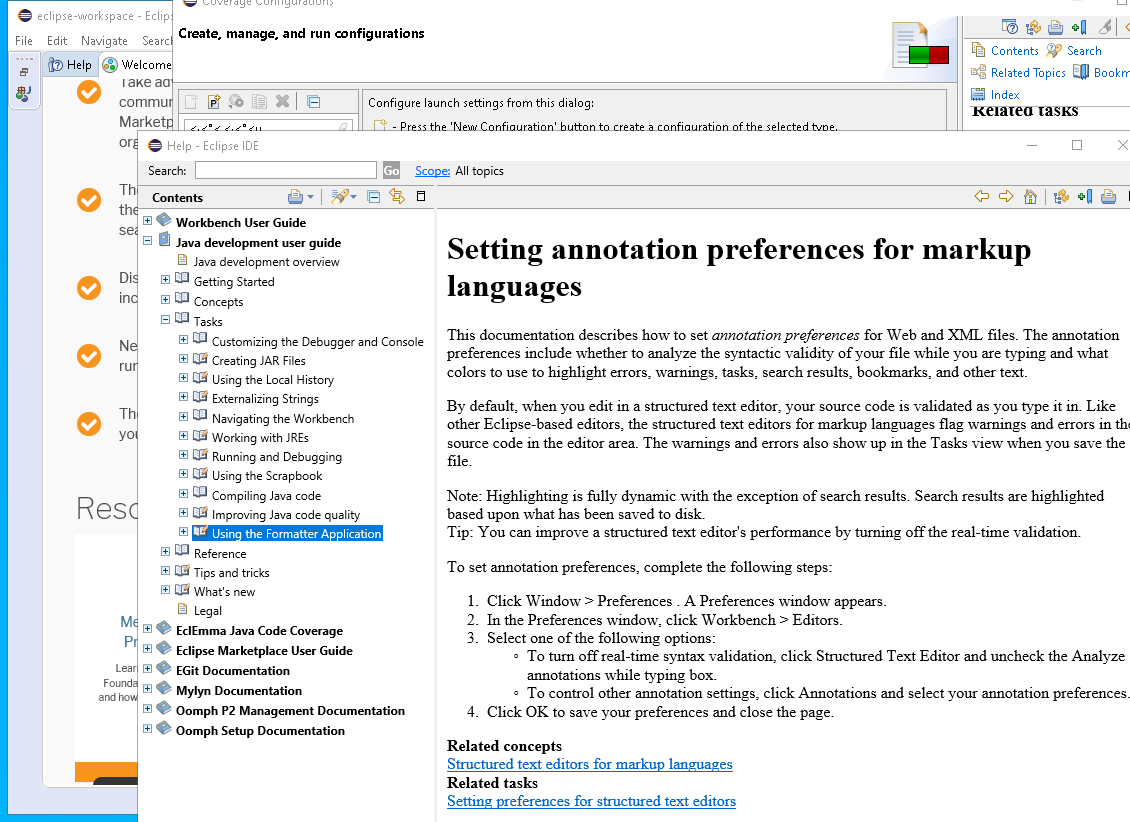 eclipse-workspace - Eclips
Coverage Configurations
File Edit Navigate Search
Create, manage, and run configurations
Help
Welcome
Contents
Search
Related Topics
Bookm
Index
Related tasks
Configure launch settings from this dialog:
- Press the 'New Configuration' button to create a configuration of the selected type.
Take adv
commun
Marketp
org
The
the
sea
Dis
inc
Ne
run
The
you
Reso
Me
Pr
Lear
Founda
and how
Help - Eclipse IDE
Search:
Go
Scope: All topics
Contents
Workbench User Guide
Java development user guide
Java development overview
Getting Started
Concepts
Tasks
Customizing the Debugger and Console
Creating JAR Files
Using the Local History
Externalizing Strings
Navigating the Workbench
Working with JREs
Running and Debugging
Using the Scrapbook
Compiling Java code
Improving Java code quality
Using the Formatter Application
Reference
Tips and tricks
What's new
Legal
EclEmma Java Code Coverage
Eclipse Marketplace User Guide
EGit Documentation
Mylyn Documentation
Oomph P2 Management Documentation
Oomph Setup Documentation
Setting annotation preferences for markup
languages
This documentation describes how to set annotation preferences for Web and XML files. The annotation
preferences include whether to analyze the syntactic validity of your file while you are typing and what
colors to use to highlight errors, warnings, tasks, search results, bookmarks, and other text.
By default, when you edit in a structured text editor, your source code is validated as you type it in. Like
other Eclipse-based editors, the structured text editors for markup languages flag warnings and errors in the
source code in the editor area. The warnings and errors also show up in the Tasks view when you save the
file.
Note: Highlighting is fully dynamic with the exception of search results. Search results are highlighted
based upon what has been saved to disk.
Tip: You can improve a structured text editor's performance by turning off the real-time validation.
To set annotation preferences, complete the following steps:
1. Click Window > Preferences . A Preferences window appears.
2. In the Preferences window, click Workbench > Editors.
3. Select one of the following options:
To turn off real-time syntax validation, click Structured Text Editor and uncheck the Analyze
annotations while typing box.
To control other annotation settings, click Annotations and select your annotation preferences.
4. Click OK to save your preferences and close the page.
Related concepts
Structured text editors for markup languages
Related tasks
Setting preferences for structured text editors